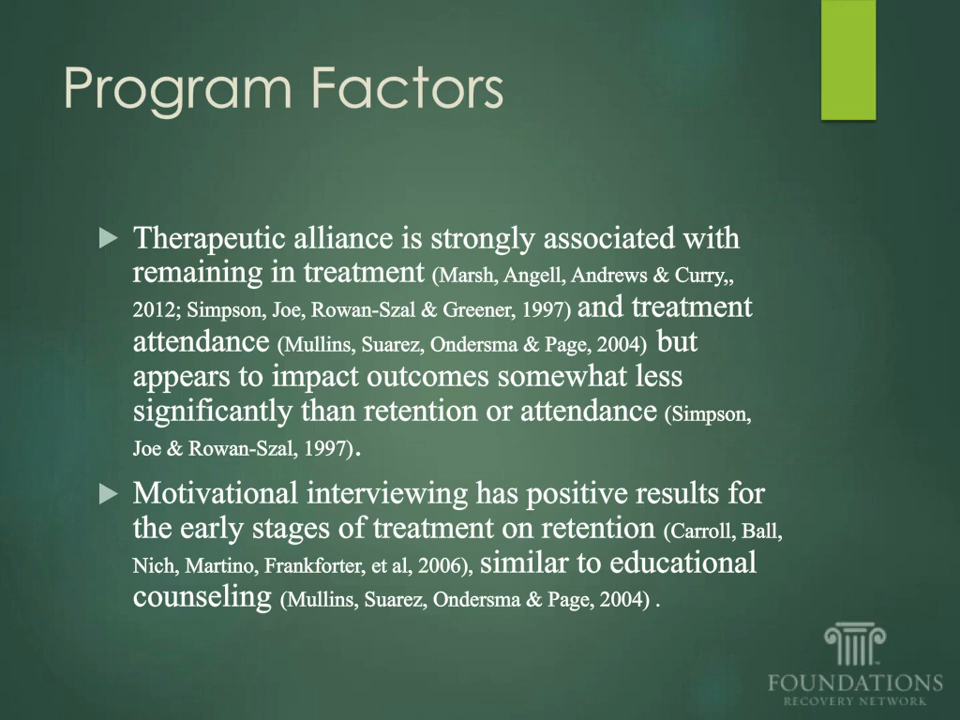 Program Factors
Therapeutic alliance is strongly associated with
remaining in treatment (Marsh, Angell, Andrews & Curry,,
2012; Simpson, Joe, Rowan-Szal & Greener, 1997) and treatment
attendance (Mullins, Suarez, Ondersma & Page, 2004) but
appears to impact outcomes somewhat less
significantly than retention or attendance (Simpson,
Joe & Rowan-Szal, 1997).
Motivational interviewing has positive results for
the early stages of treatment on retention (Carroll, Ball,
Nich, Martino, Frankforter, et al, 2006), similar to educational
counseling (Mullins, Suarez, Ondersma & Page, 2004) .
FOUNDATIONS
RECOVERY NETWORK